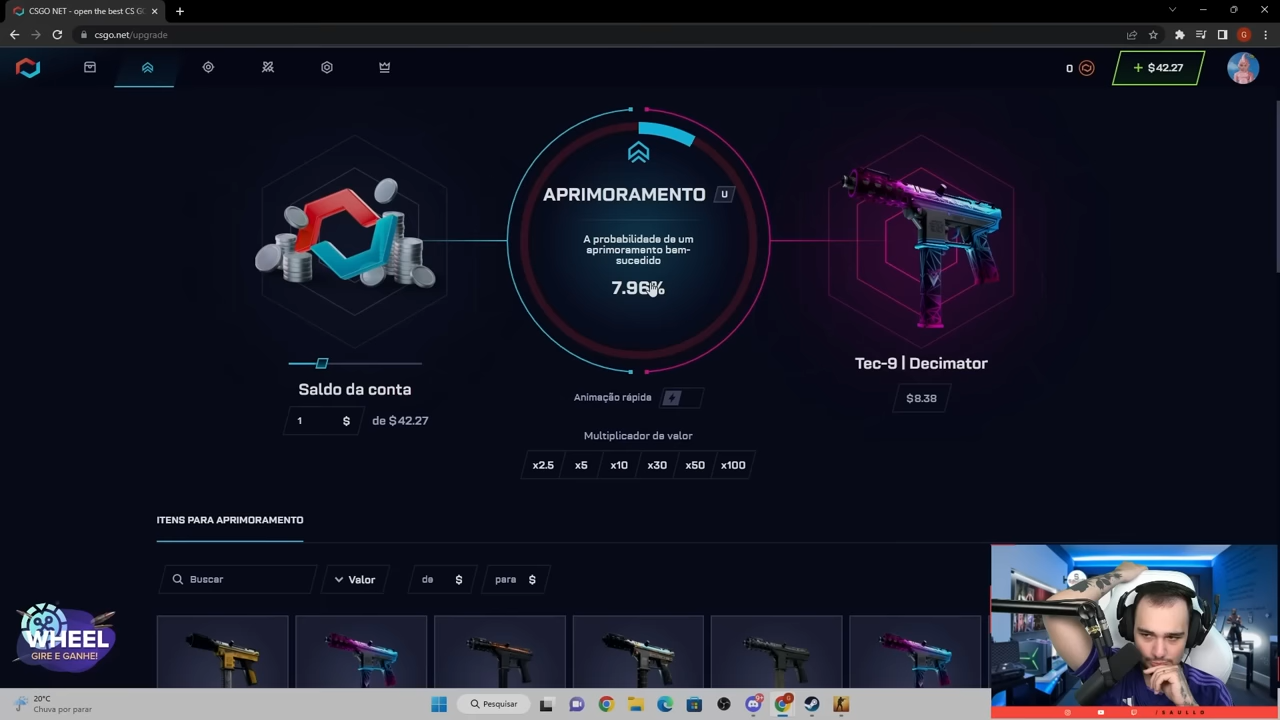 CSGO NET - open the best CS G
csgo.net/upgrade
G
0
+ $42.27
APRIMORAMENTO U
A probabilidade de um
aprimoramento bem-
sucedido
7.96%
Tec-9 | Decimator
$8.38
Saldo da conta
1 $ de $42.27
Animação rápida
Multiplicador de valor
x2.5 x5 x10 x30 x50 x100
ITENS PARA APRIMORAMENTO
Buscar
Valor
de $
para $
WHEEL
GIRE E GANHE!
20°C
Chuva por parar
Pesquisar
/SAULLO